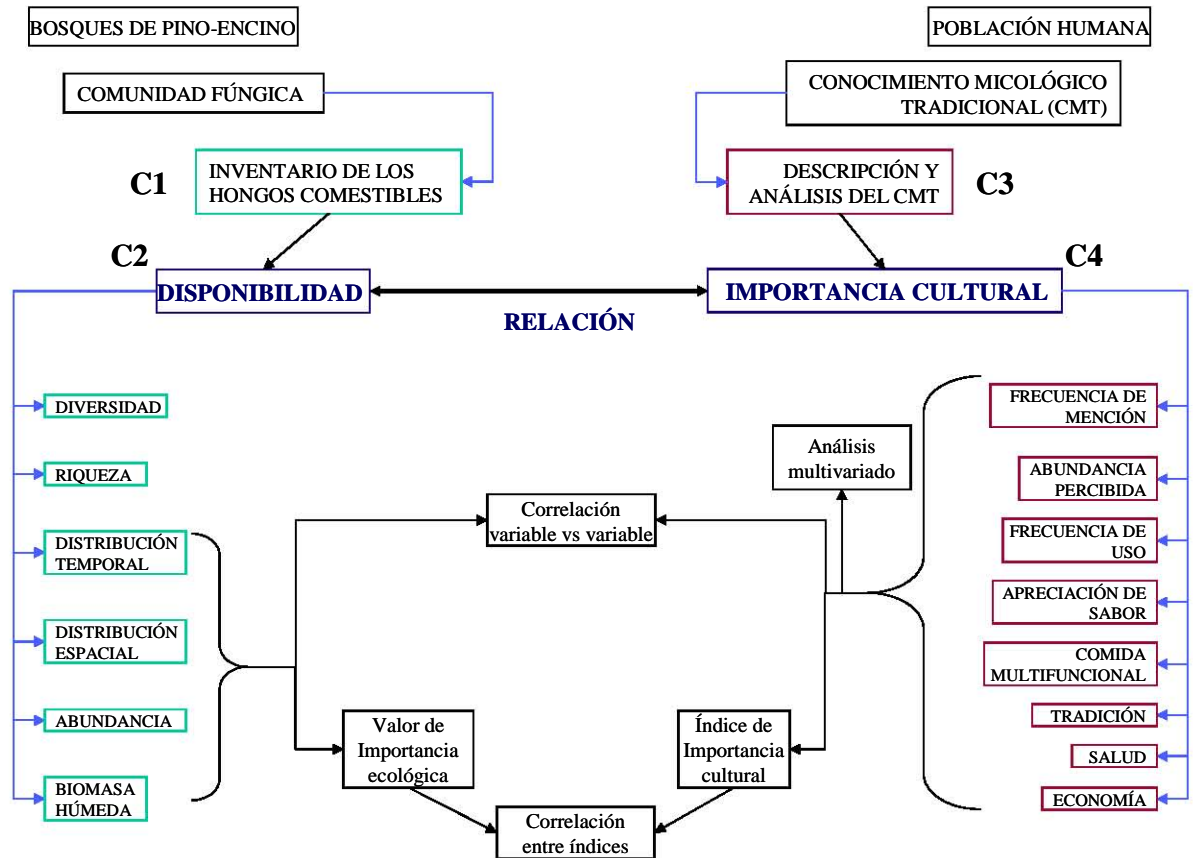 BOSQUES DE PINO-ENCINO
POBLACIÓN HUMANA
COMUNIDAD FÚNGICA
CONOCIMIENTO MICOLÓGICO
TRADICIONAL (CMT)
C1
INVENTARIO DE LOS
HONGOS COMESTIBLES
DESCRIPCIÓN Y
ANÁLISIS DEL CMT
C3
C2
DISPONIBILIDAD
RELACIÓN
C4
IMPORTANCIA CULTURAL
DIVERSIDAD
RIQUEZA
DISTRIBUCIÓN
TEMPORAL
DISTRIBUCIÓN
ESPACIAL
ABUNDANCIA
BIOMASA
HÚMEDA
Correlación
variable vs variable
Análisis
multivariado
Valor de
Importancia
ecológica
Índice de
Importancia
cultural
Correlación
entre índices
FRECUENCIA DE
MENCIÓN
ABUNDANCIA
PERCIBIDA
FRECUENCIA DE
USO
APRECIACIÓN DE
SABOR
COMIDA
MULTIFUNCIONAL
TRADICIÓN
SALUD
ECONOMÍA